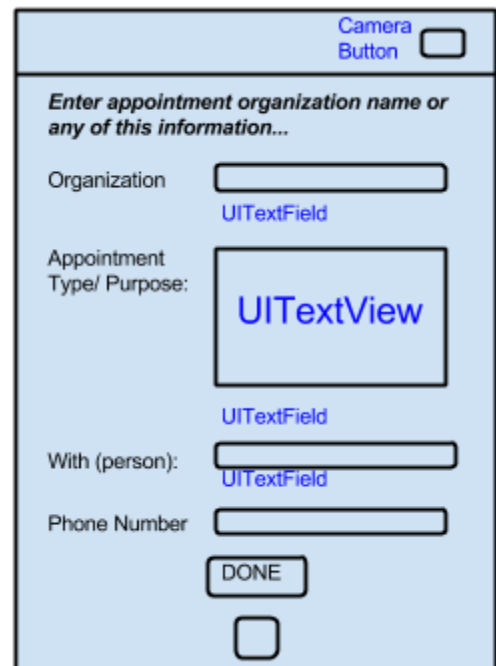 Camera
Button
Enter appointment organization name or
any of this information...
Organization
UITextField
Appointment
Type/ Purpose:
UITextView
UITextField
With (person):
UITextField
Phone Number
DONE